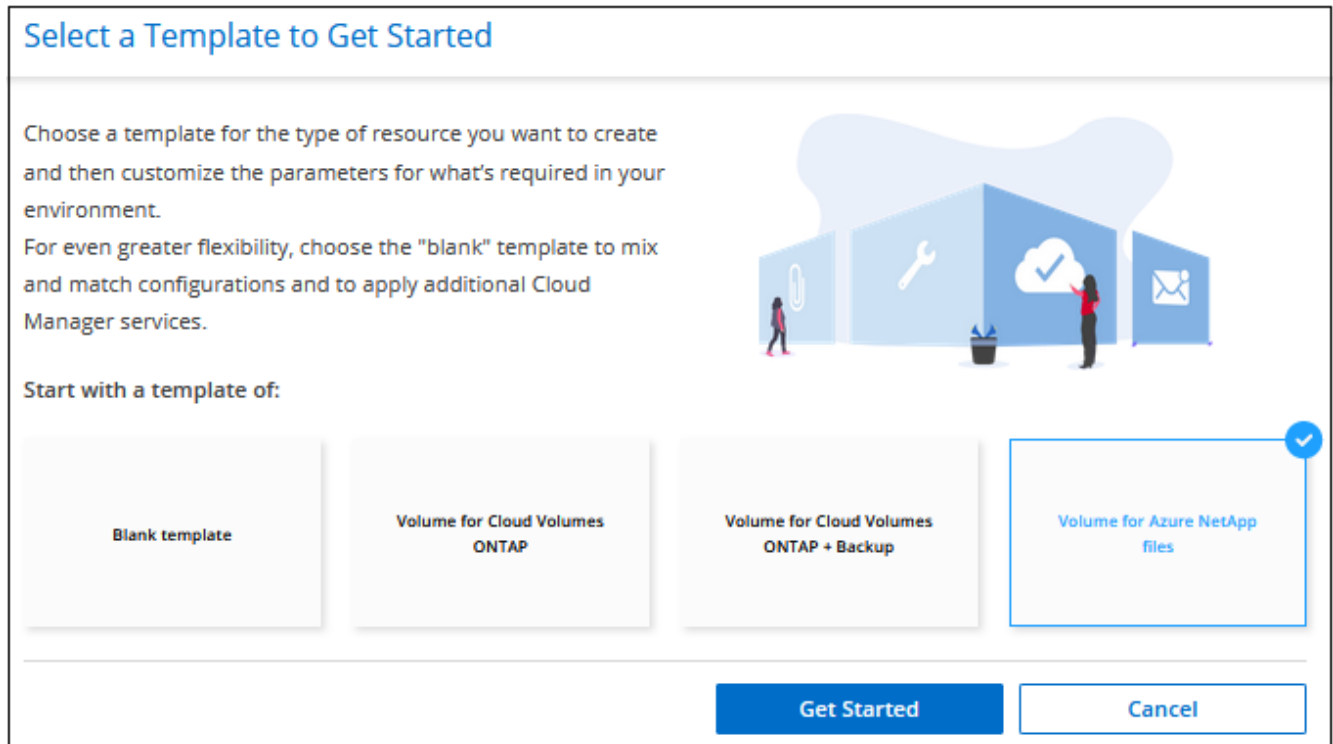 Select a Template to Get Started
Choose a template for the type of resource you want to create
and then customize the parameters for what's required in your
environment.
For even greater flexibility, choose the "blank" template to mix
and match configurations and to apply additional Cloud
Manager services.
Start with a template of:
Blank template
Volume for Cloud Volumes
ONTAP
Volume for Cloud Volumes
ONTAP + Backup
Volume for Azure NetApp
files
Get Started
Cancel